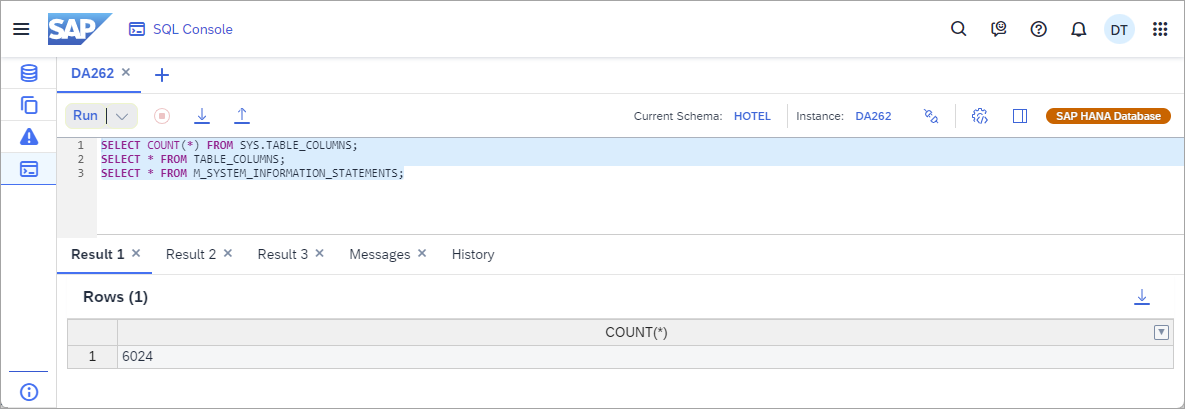 SAP SQL Console DT
DA262
Run Current Schema: HOTEL Instance: DA262 SAP HANA Database
1 SELECT COUNT(*) FROM SYS.TABLE_COLUMNS;
2 SELECT * FROM TABLE_COLUMNS;
3 SELECT * FROM M_SYSTEM_INFORMATION_STATEMENTS;
Result 1 Result 2 Result 3 Messages History
Rows (1)
COUNT(*)
1 6024